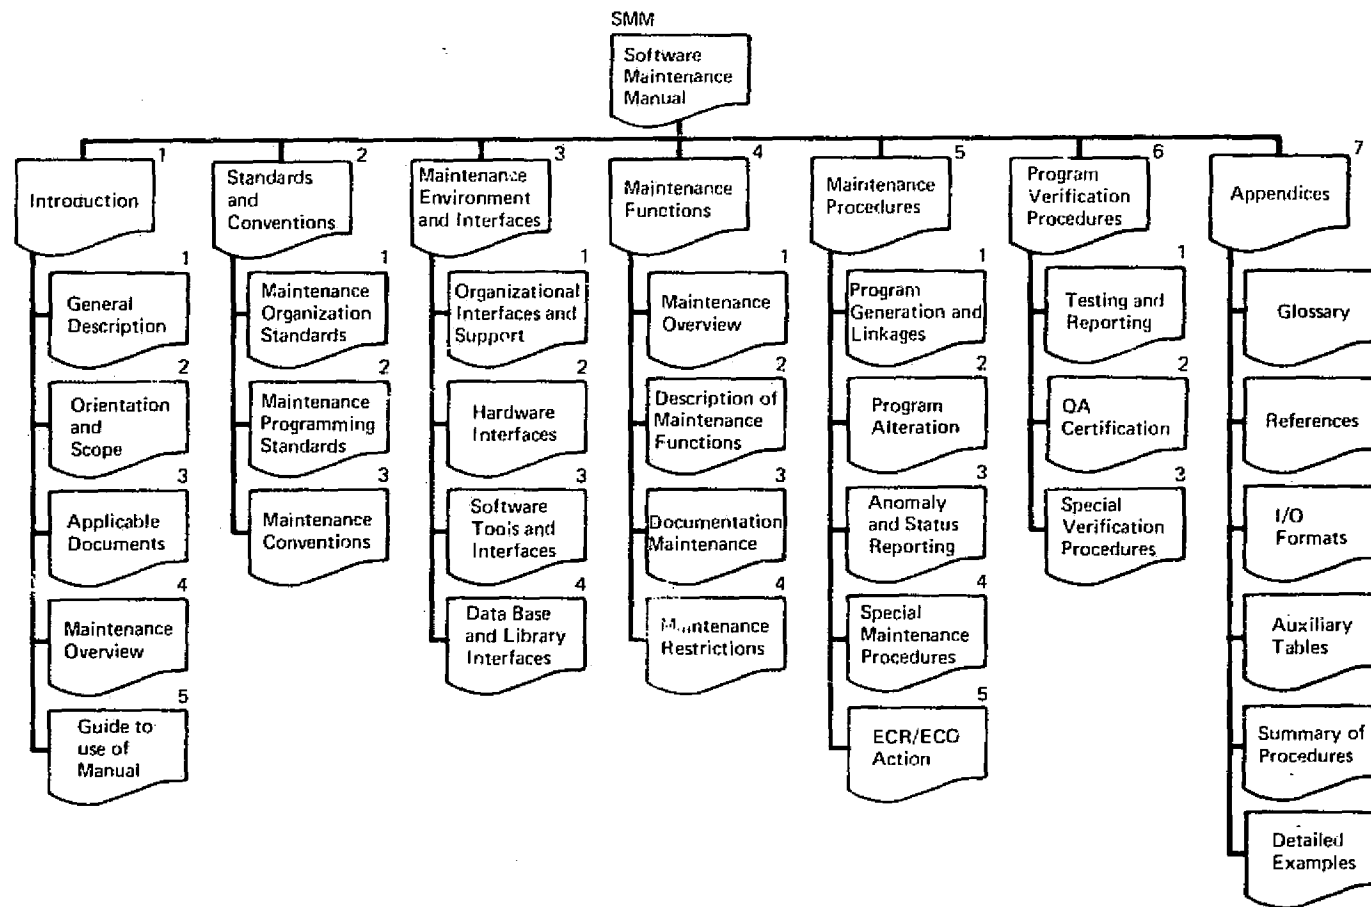 SMM
Software
Maintenance
Manual
1
Introduction
1
General
Description
2
Orientation
and
Scope
3
Applicable
Documents
4
Maintenance
Overview
5
Guide to
use of
Manual
2
Standards
and
Conventions
1
Maintenance
Organization
Standards
2
Maintenance
Programming
Standards
3
Maintenance
Conventions
3
Maintenance
Environment
and Interfaces
1
Organizational
Interfaces and
Support
2
Hardware
Interfaces
3
Software
Tools and
Interfaces
4
Data Base
and Library
Interfaces
4
Maintenance
Functions
1
Maintenance
Overview
2
Description of
Maintenance
Functions
3
Documentation
Maintenance
4
Maintenance
Restrictions
5
Maintenance
Procedures
1
Program
Generation and
Linkages
2
Program
Alteration
3
Anomaly
and Status
Reporting
4
Special
Maintenance
Procedures
5
ECR/ECO
Action
6
Program
Verification
Procedures
1
Testing and
Reporting
2
QA
Certification
3
Special
Verification
Procedures
7
Appendices
Glossary
References
I/O
Formats
Auxiliary
Tables
Summary of
Procedures
Detailed
Examples